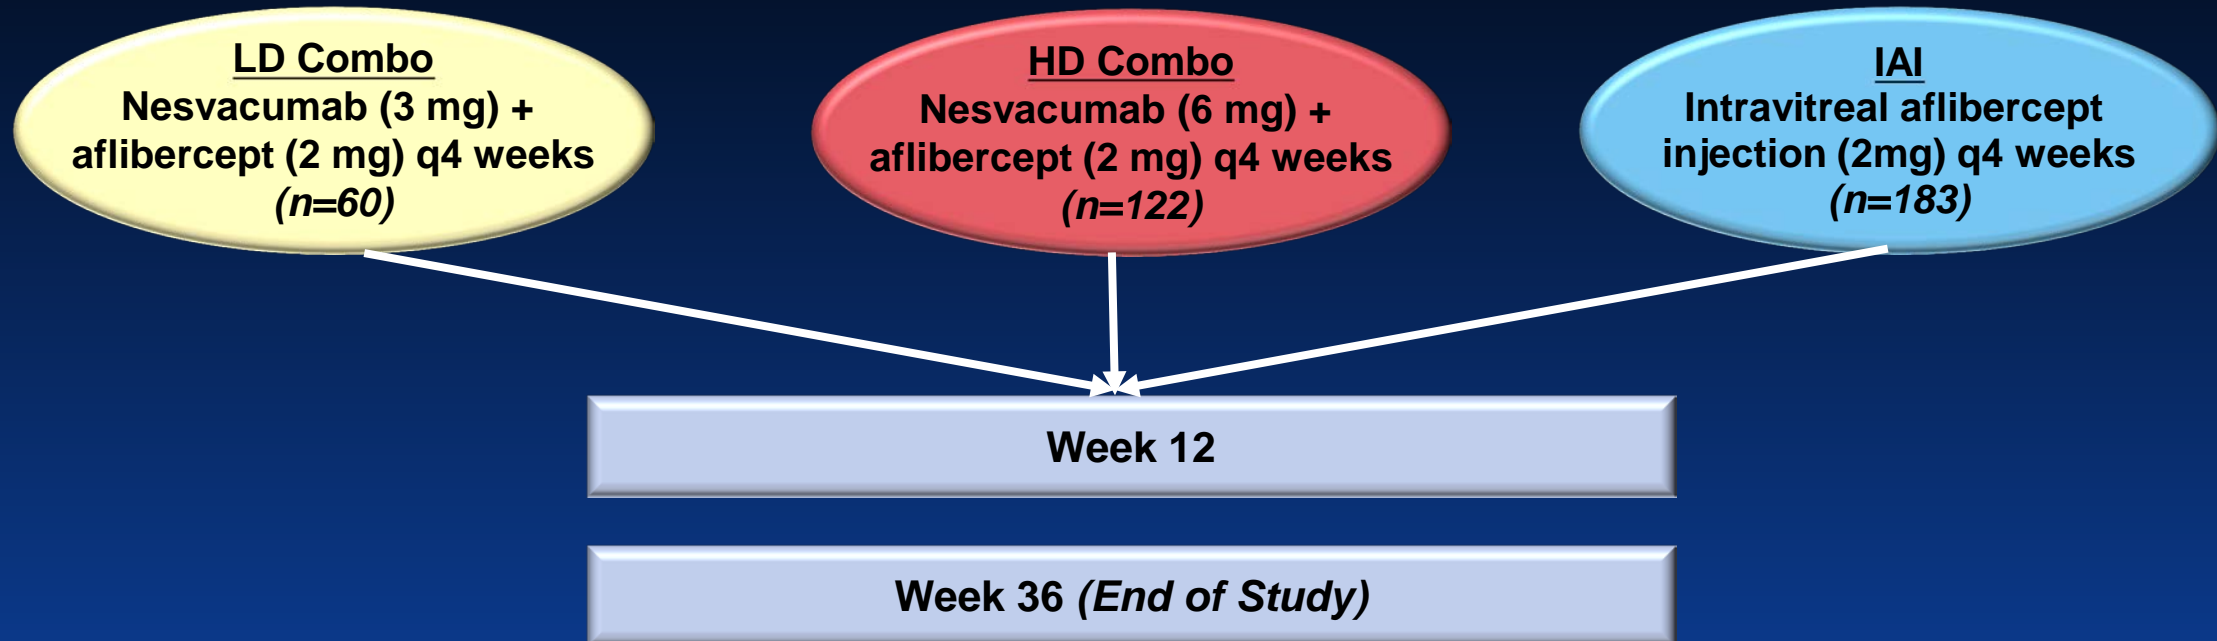 LD Combo
Nesvacumab (3 mg) +
aflibercept (2 mg) q4 weeks
(n=60)
HD Combo
Nesvacumab (6 mg) +
aflibercept (2 mg) q4 weeks
(n=122)
IAI
Intravitreal aflibercept
injection (2mg) q4 weeks
(n=183)
Week 12
Week 36 (End of Study)